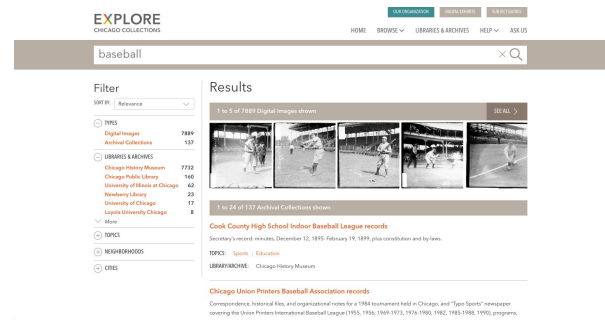 OUR ORGANIZATION
DIGITAL EXHIBITS
SUBJECT GUIDES
EXPLORE
CHICAGO COLLECTIONS
HOME BROWSE LIBRARIES & ARCHIVES HELP ASK US
baseball
Filter
SORT BY: Relevance
TYPES
Digital Images 7889
Archival Collections 137
LIBRARIES & ARCHIVES
Chicago History Museum 7732
Chicago Public Library 160
University of Illinois at Chicago 62
Newberry Library 23
University of Chicago 17
Loyola University Chicago 8
More
TOPICS
NEIGHBORHOODS
CITIES
Results
1 to 5 of 7889 Digital Images shown
SEE ALL
1 to 24 of 137 Archival Collections shown
Cook County High School Indoor Baseball League records
Secretary's record: minutes, December 12, 1895- February 19, 1899, plus constitution and by-laws.
TOPICS: Sports | Education
LIBRARY/ARCHIVE: Chicago History Museum
Chicago Union Printers Baseball Association records
Correspondence, historical files, and organizational notes for a 1984 tournament held in Chicago, and "Typo Sports" newspaper
covering the Union Printers International Baseball League (1955, 1956, 1969-1973, 1976-1980, 1982, 1985-1988, 1990), programs,